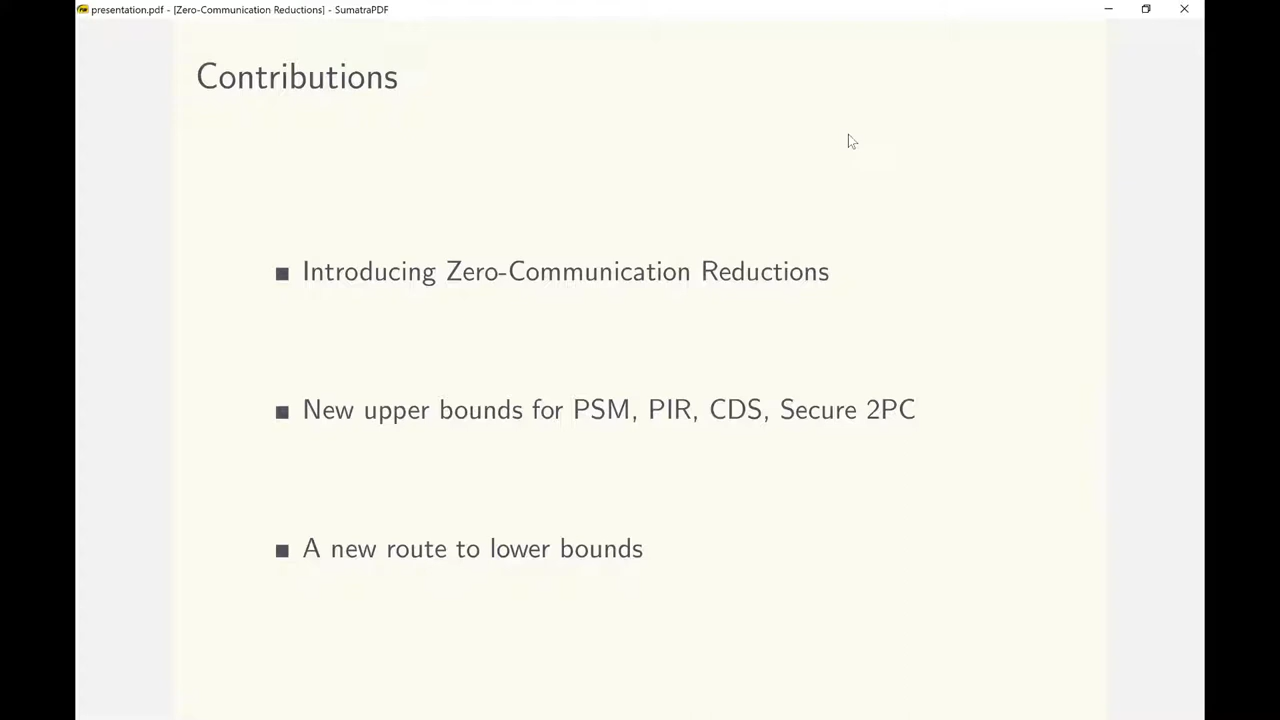 presentation.pdf - [Zero-Communication Reductions] - SumatraPDF
Contributions
Introducing Zero-Communication Reductions
New upper bounds for PSM, PIR, CDS, Secure 2PC
A new route to lower bounds